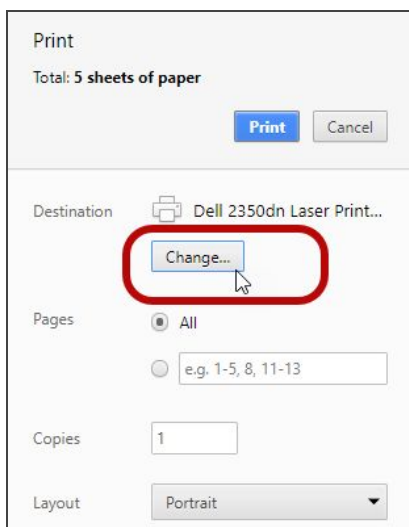 Print
Total: 5 sheets of paper
Print Cancel
Destination Dell 2350dn Laser Print...
Change...
Pages All
e.g. 1-5, 8, 11-13
Copies 1
Layout Portrait